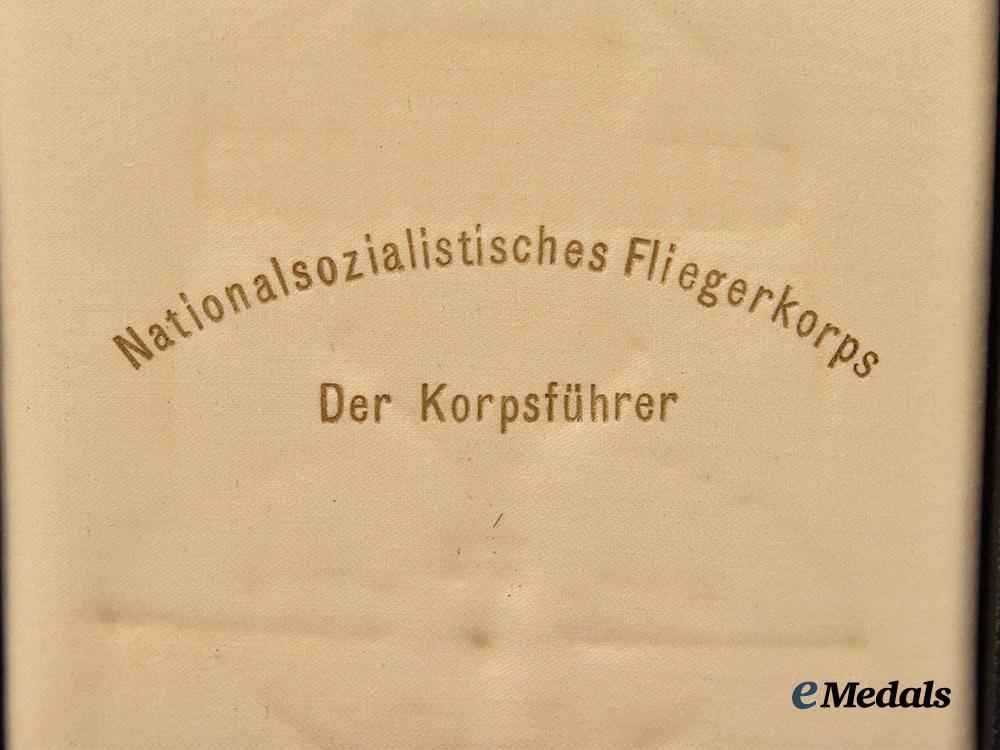 Nationalsozialistisches Fliegerkorps
Der Korpsführer
eMedals